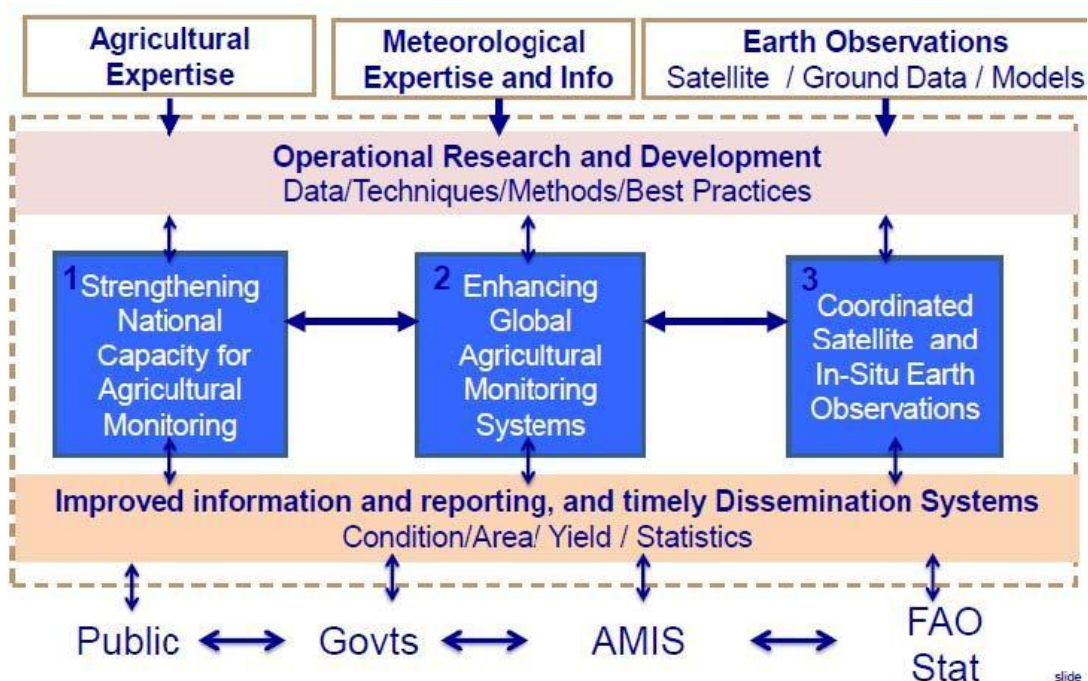 Agricultural
Expertise
Meteorological
Expertise and Info
Earth Observations
Satellite / Ground Data / Models
Operational Research and Development
Data/Techniques/Methods/Best Practices
1
Strengthening
National
Capacity for
Agricultural
Monitoring
2
Enhancing
Global
Agricultural
Monitoring
Systems
3
Coordinated
Satellite and
In-Situ Earth
Observations
Improved information and reporting, and timely Dissemination Systems
Condition/Area/ Yield / Statistics
Public
Govts
AMIS
FAO
Stat
slide